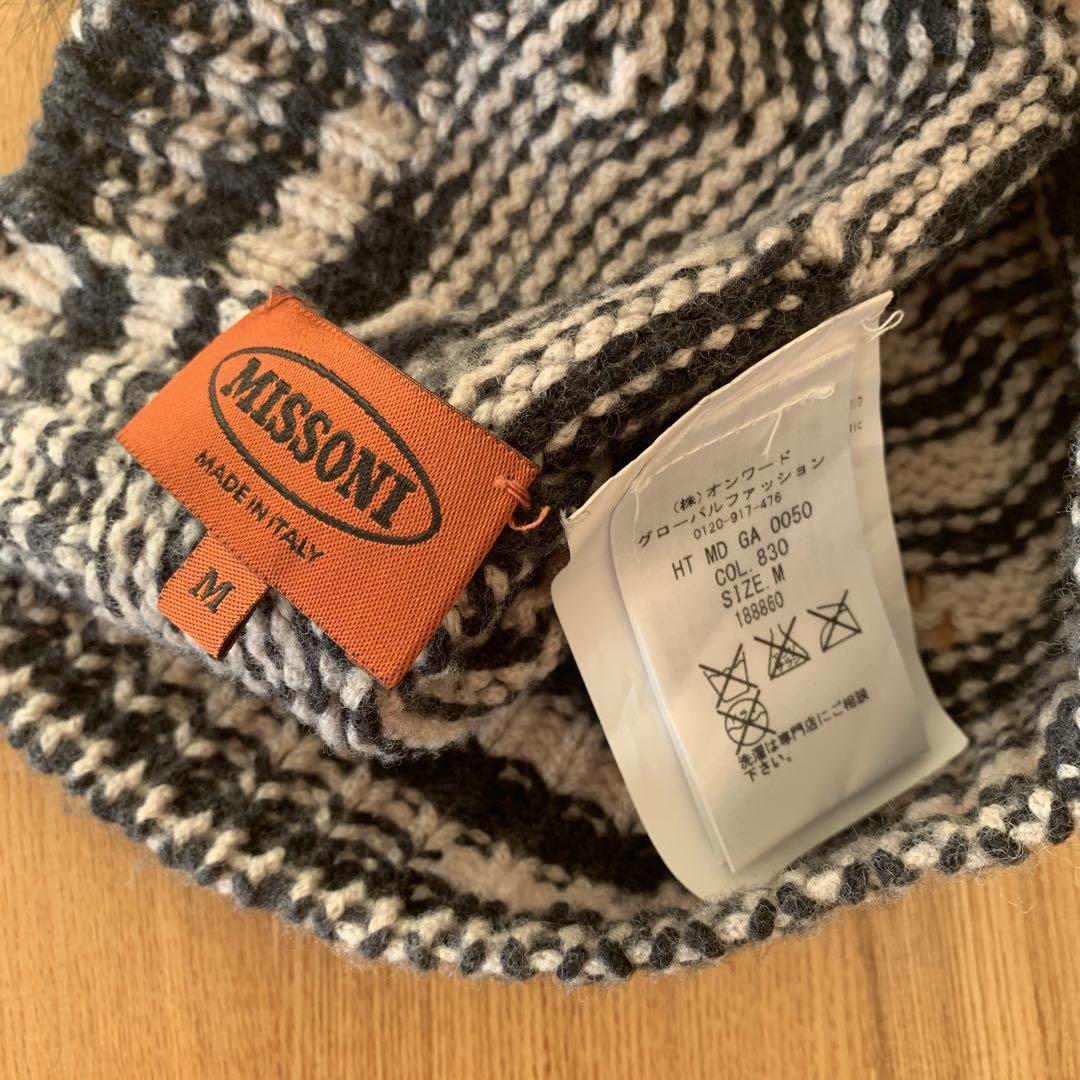 MISSONI
MADE IN ITALY
M
(株)オンワード
グローバルファッション
0120-917-476
HT MD GA 0050
COL.830
SIZE.M
188860
洗濯は専門店にご相談
下さい。